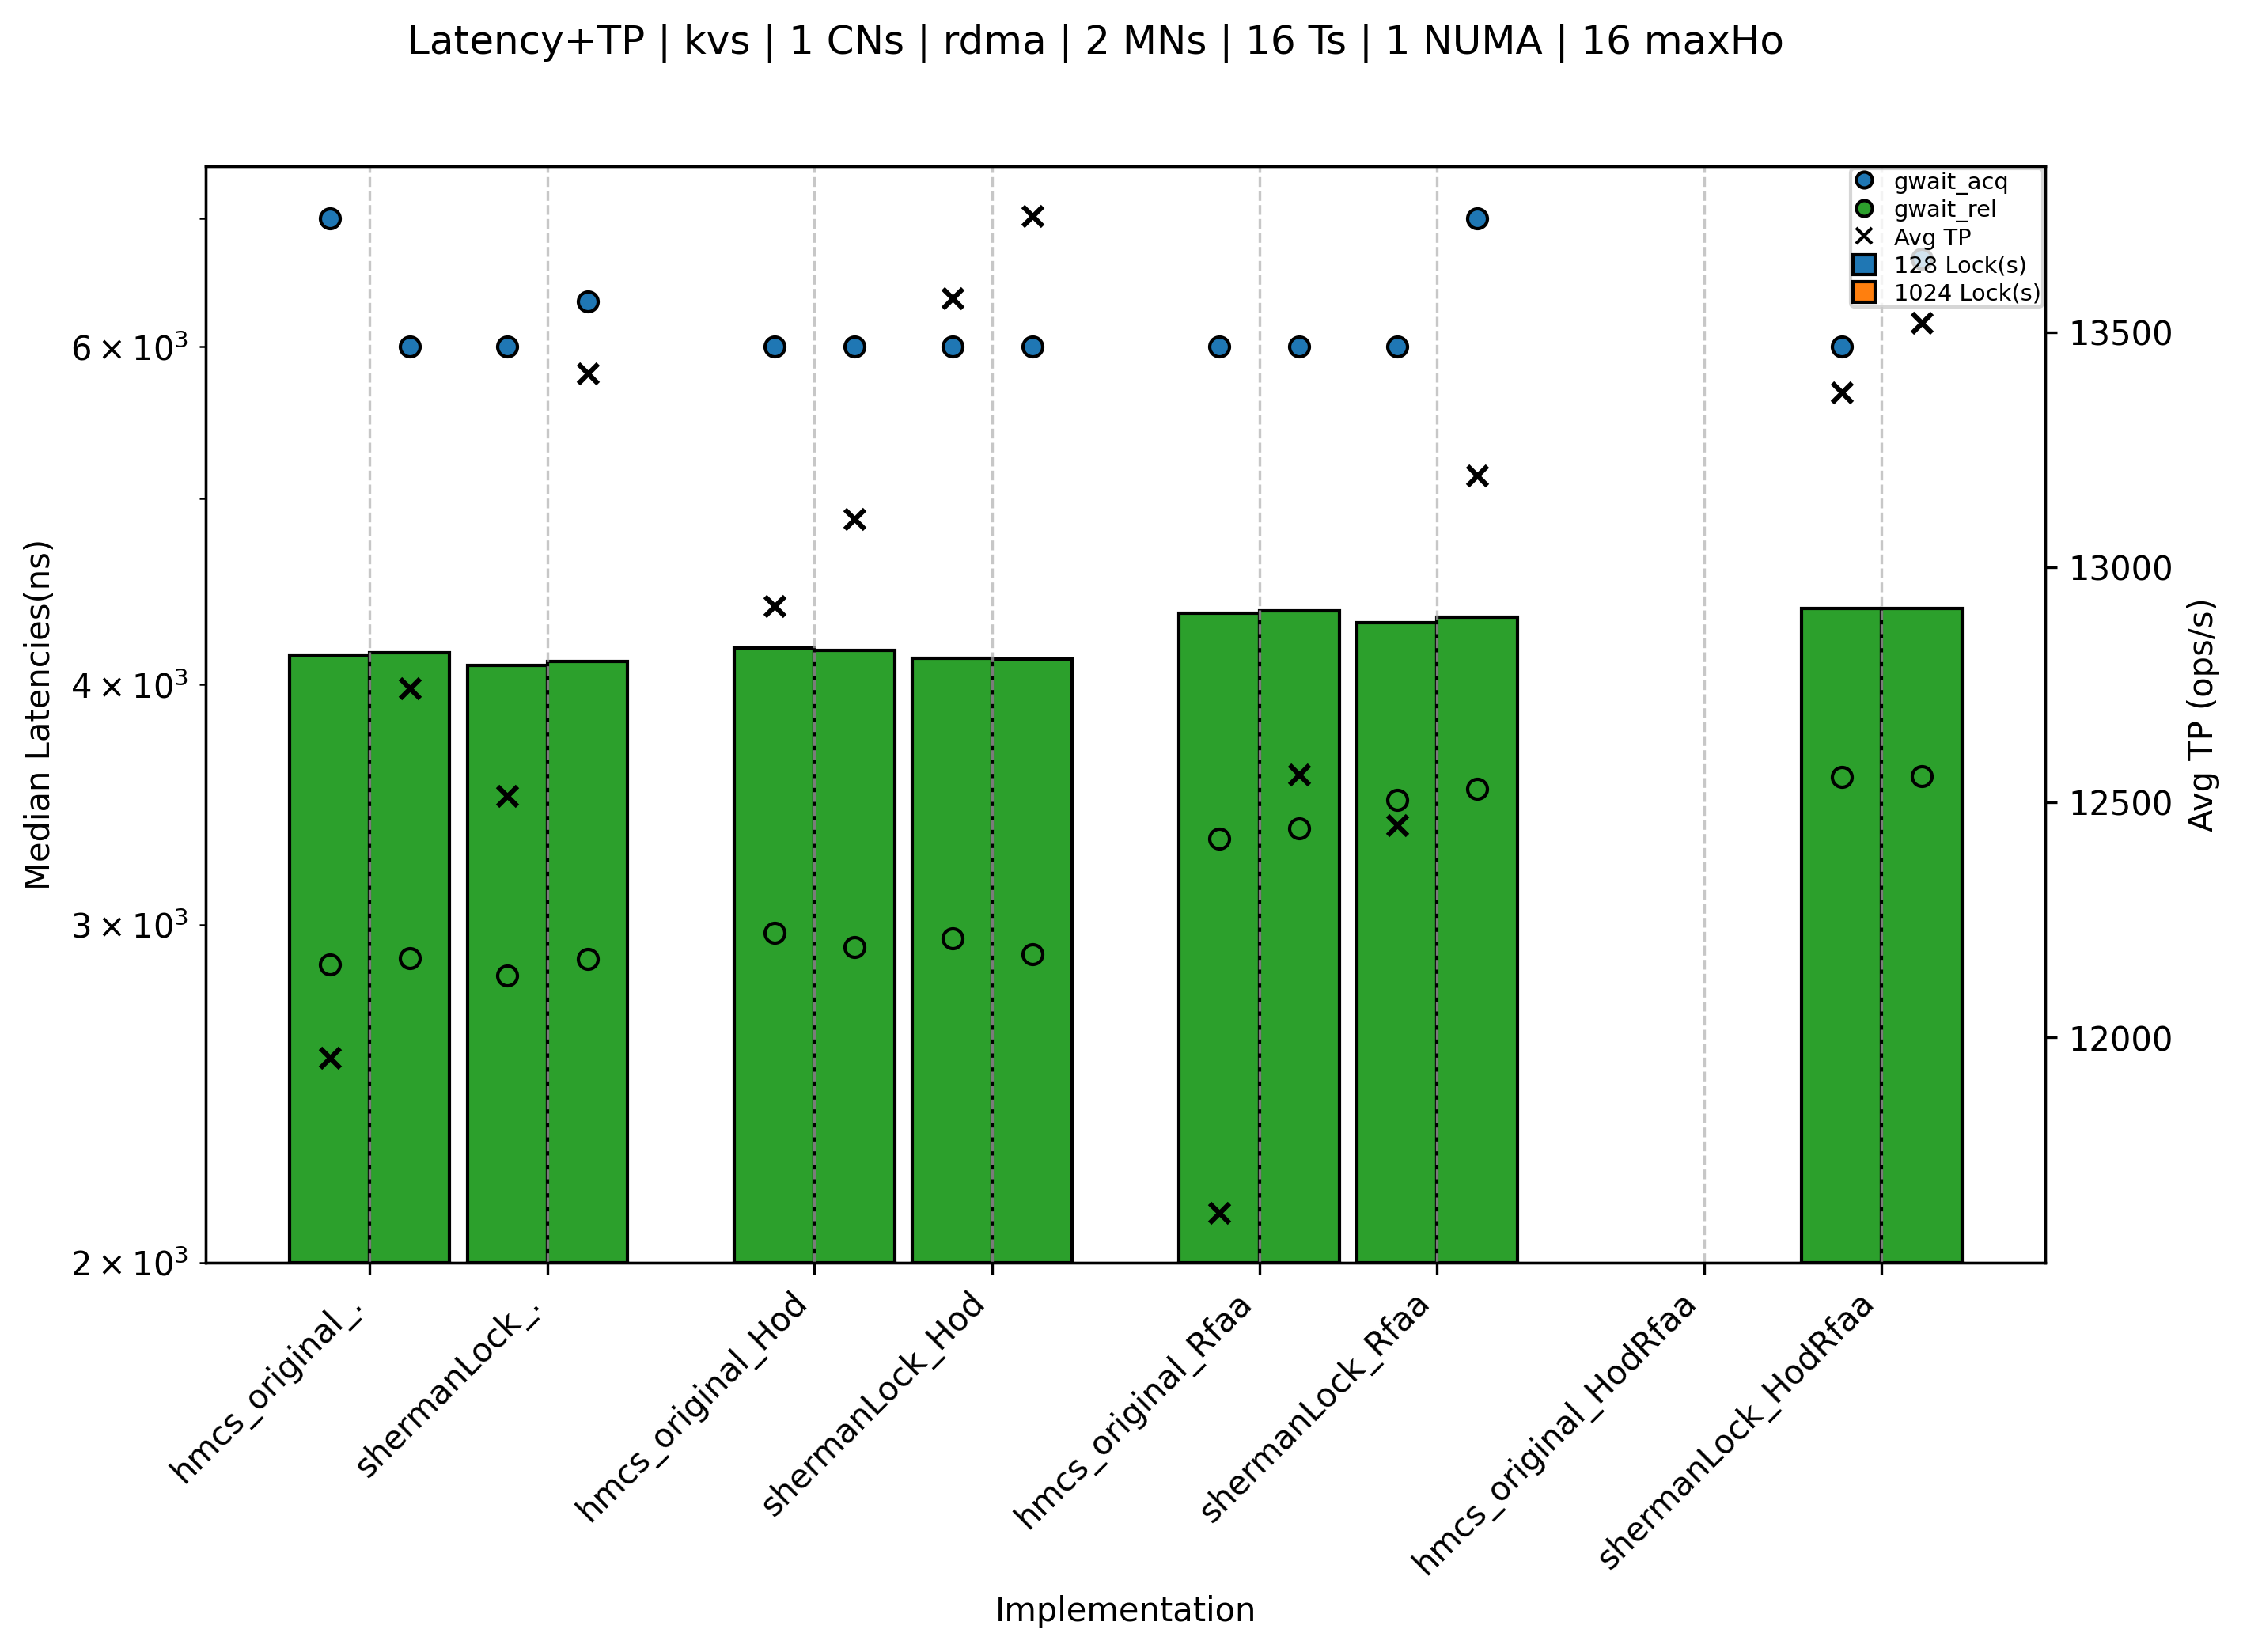 Latency+TP | kvs | 1 CNs | rdma | 2 MNs | 16 Ts | 1 NUMA | 16 maxHo
gwait_acq
gwait_rel
Avg TP
128 Lock(s)
1024 Lock(s)
Median Latencies(ns)
6 × 10³
4 × 10³
3 × 10³
2 × 10³
13500
13000
12500
12000
Avg TP (ops/s)
hmcs_original_.
shermanLock_.
hmcs_original_Hod
shermanLock_Hod
hmcs_original_Rfaa
shermanLock_Rfaa
hmcs_original_HodRfaa
shermanLock_HodRfaa
Implementation